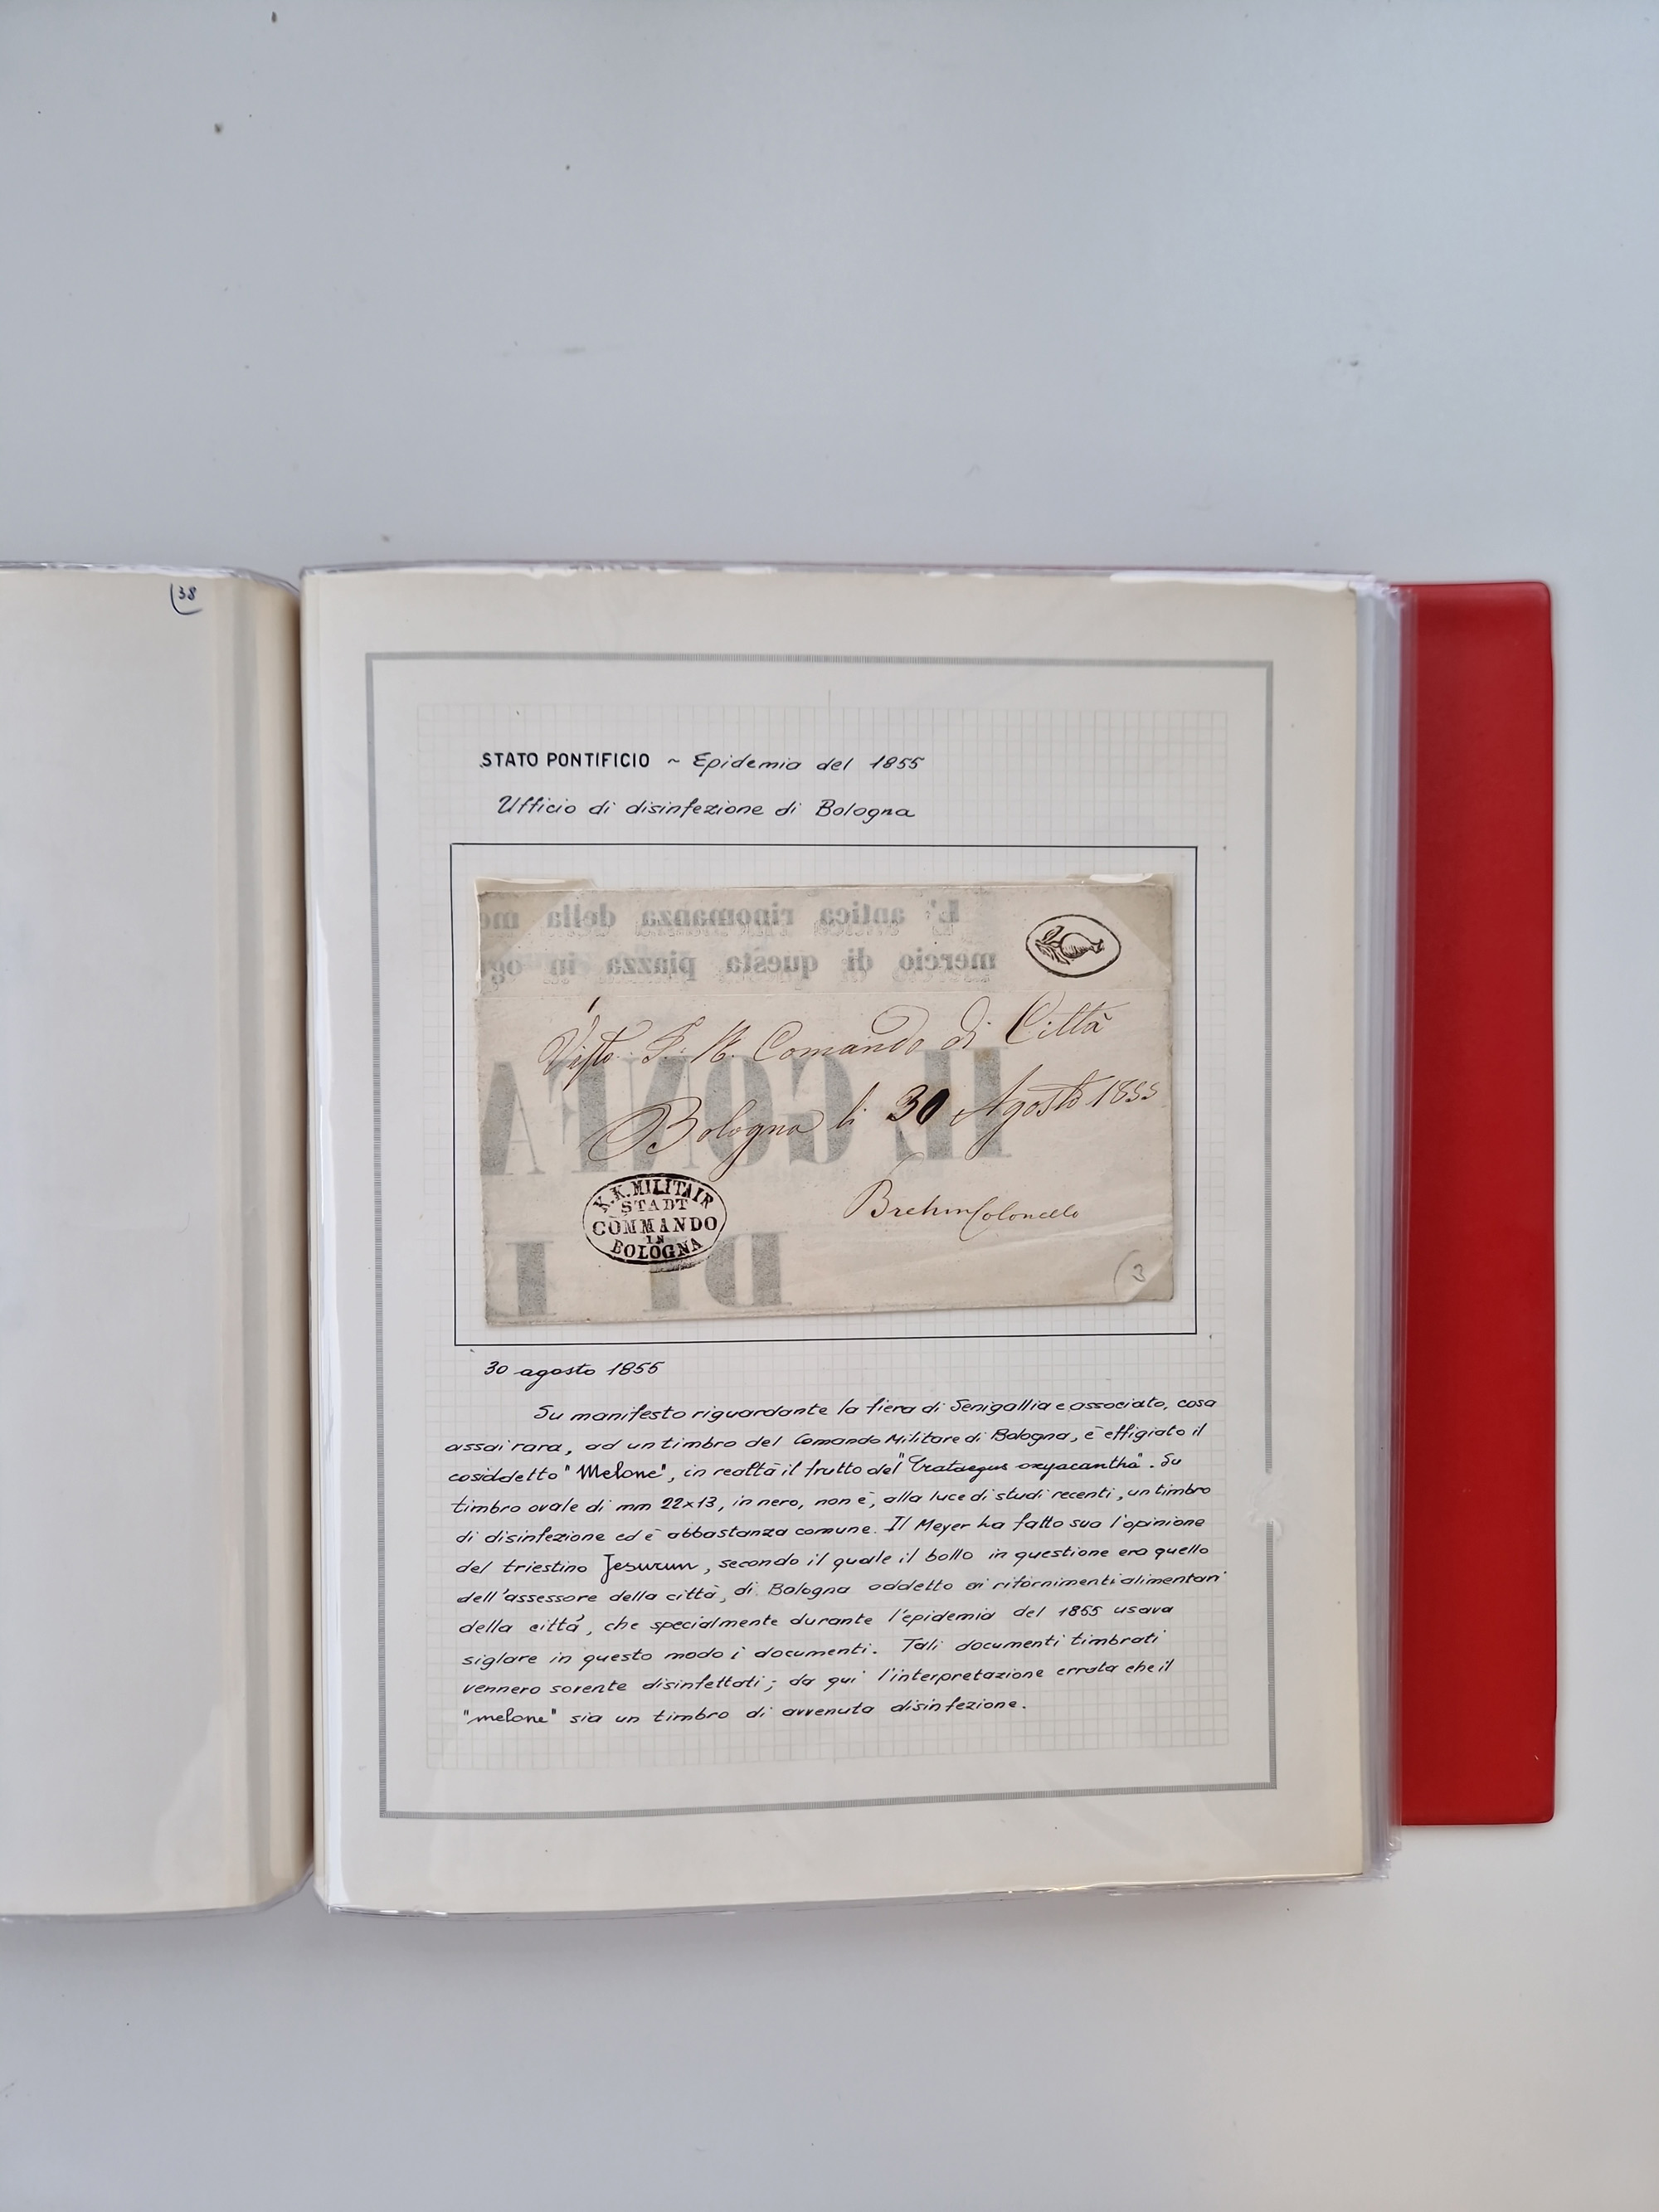 38
STATO PONTIFICIO ~ Epidemia del 1855
Ufficio di disinfezione di Bologna
L' antica rinomanza della me
mercio di questa piazza in og
Visto. I. R. Comando di Città
IL GONFA
Bologna li 30 Agosto 1855
K.K. MILITAIR
STADT
COMMANDO
IN
BOLOGNA
Brehm Colonello
DI
3
30 agosto 1855
Su manifesto riguardante la fiera di Senigallia e associato, cosa
assai rara, ad un timbro del Comando Militare di Bologna, è effigiato il
cosiddetto "Melone", in realtà il frutto del "Crataegus oxyacantha". Su
timbro ovale di mm 22x13, in nero, non è, alla luce di studi recenti, un timbro
di disinfezione ed è abbastanza comune. Il Meyer ha fatto sua l'opinione
del triestino Jesurum, secondo il quale il bollo in questione era quello
dell'assessore della città, di Bologna addetto ai rifornimenti alimentari
della città, che specialmente durante l'epidemia del 1855 usava
siglare in questo modo i documenti. Tali documenti timbrati
vennero sorente disinfettati; da qui l'interpretazione errata che il
"melone" sia un timbro di avvenuta disinfezione.